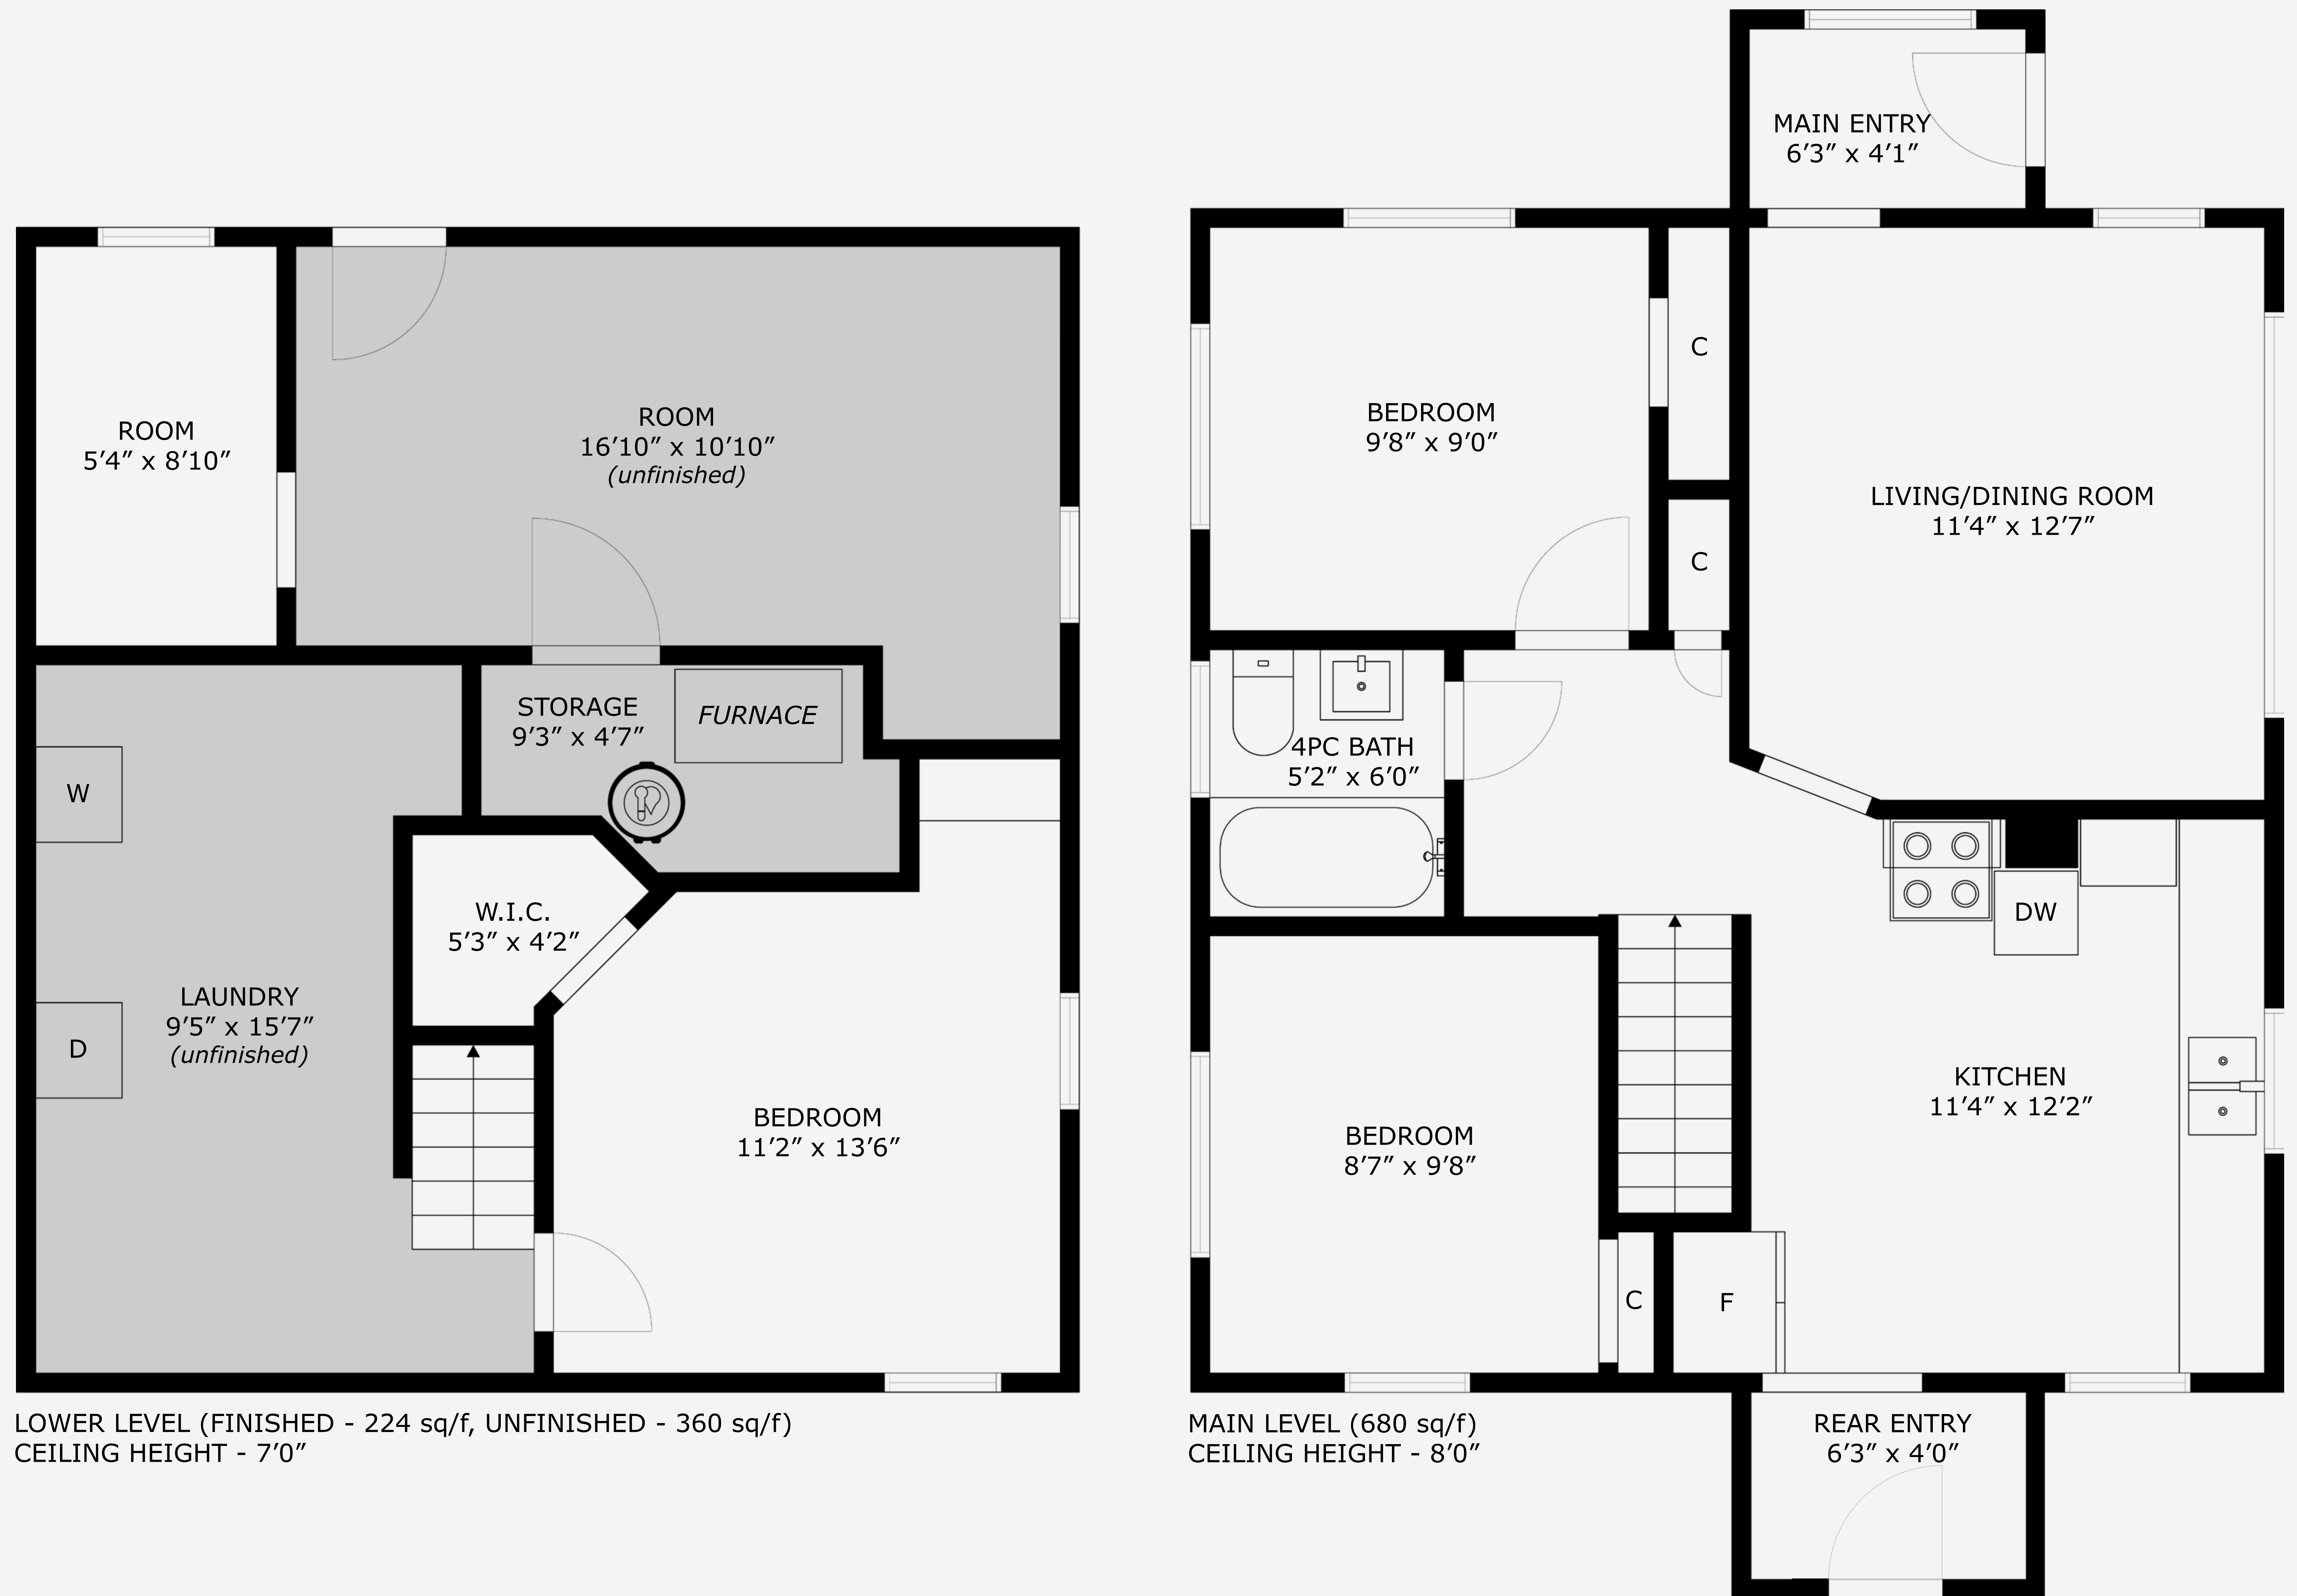 ROOM
5’4” x 8’10”
ROOM
16’10” x 10’10”
(unfinished)
STORAGE
9’3” x 4’7”
FURNACE
W
W.I.C.
5’3” x 4’2”
LAUNDRY
9’5” x 15’7”
(unfinished)
D
BEDROOM
11’2” x 13’6”
LOWER LEVEL (FINISHED - 224 sq/f, UNFINISHED - 360 sq/f)
CEILING HEIGHT - 7’0”
MAIN ENTRY
6’3” x 4’1”
BEDROOM
9’8” x 9’0”
C
C
LIVING/DINING ROOM
11’4” x 12’7”
4PC BATH
5’2” x 6’0”
DW
KITCHEN
11’4” x 12’2”
BEDROOM
8’7” x 9’8”
C
F
REAR ENTRY
6’3” x 4’0”
MAIN LEVEL (680 sq/f)
CEILING HEIGHT - 8’0”